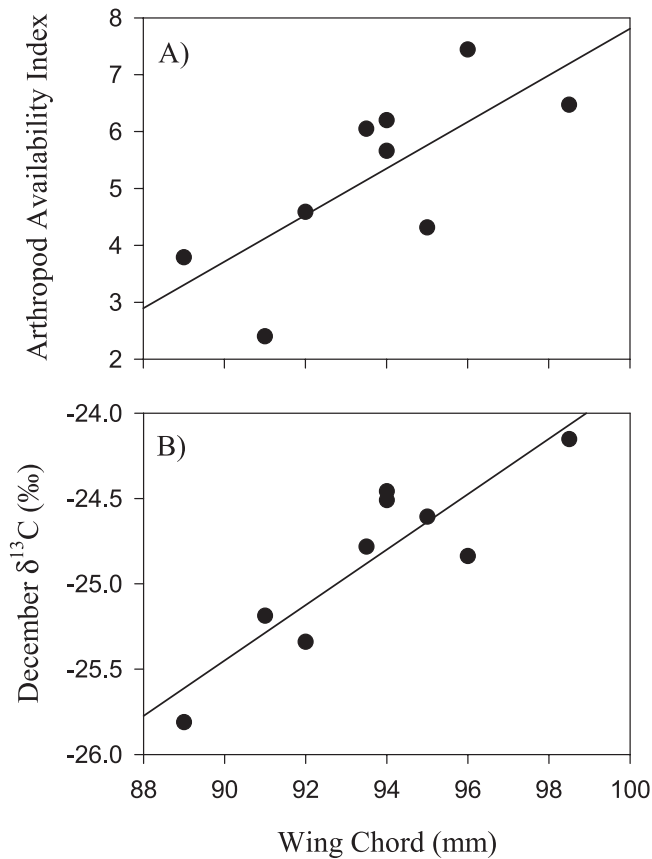 Arthropod Availability Index
8
7
6
5
4
3
2
A)
December δ13C (‰)
-24.0
-24.5
-25.0
-25.5
-26.0
B)
88 90 92 94 96 98 100
Wing Chord (mm)